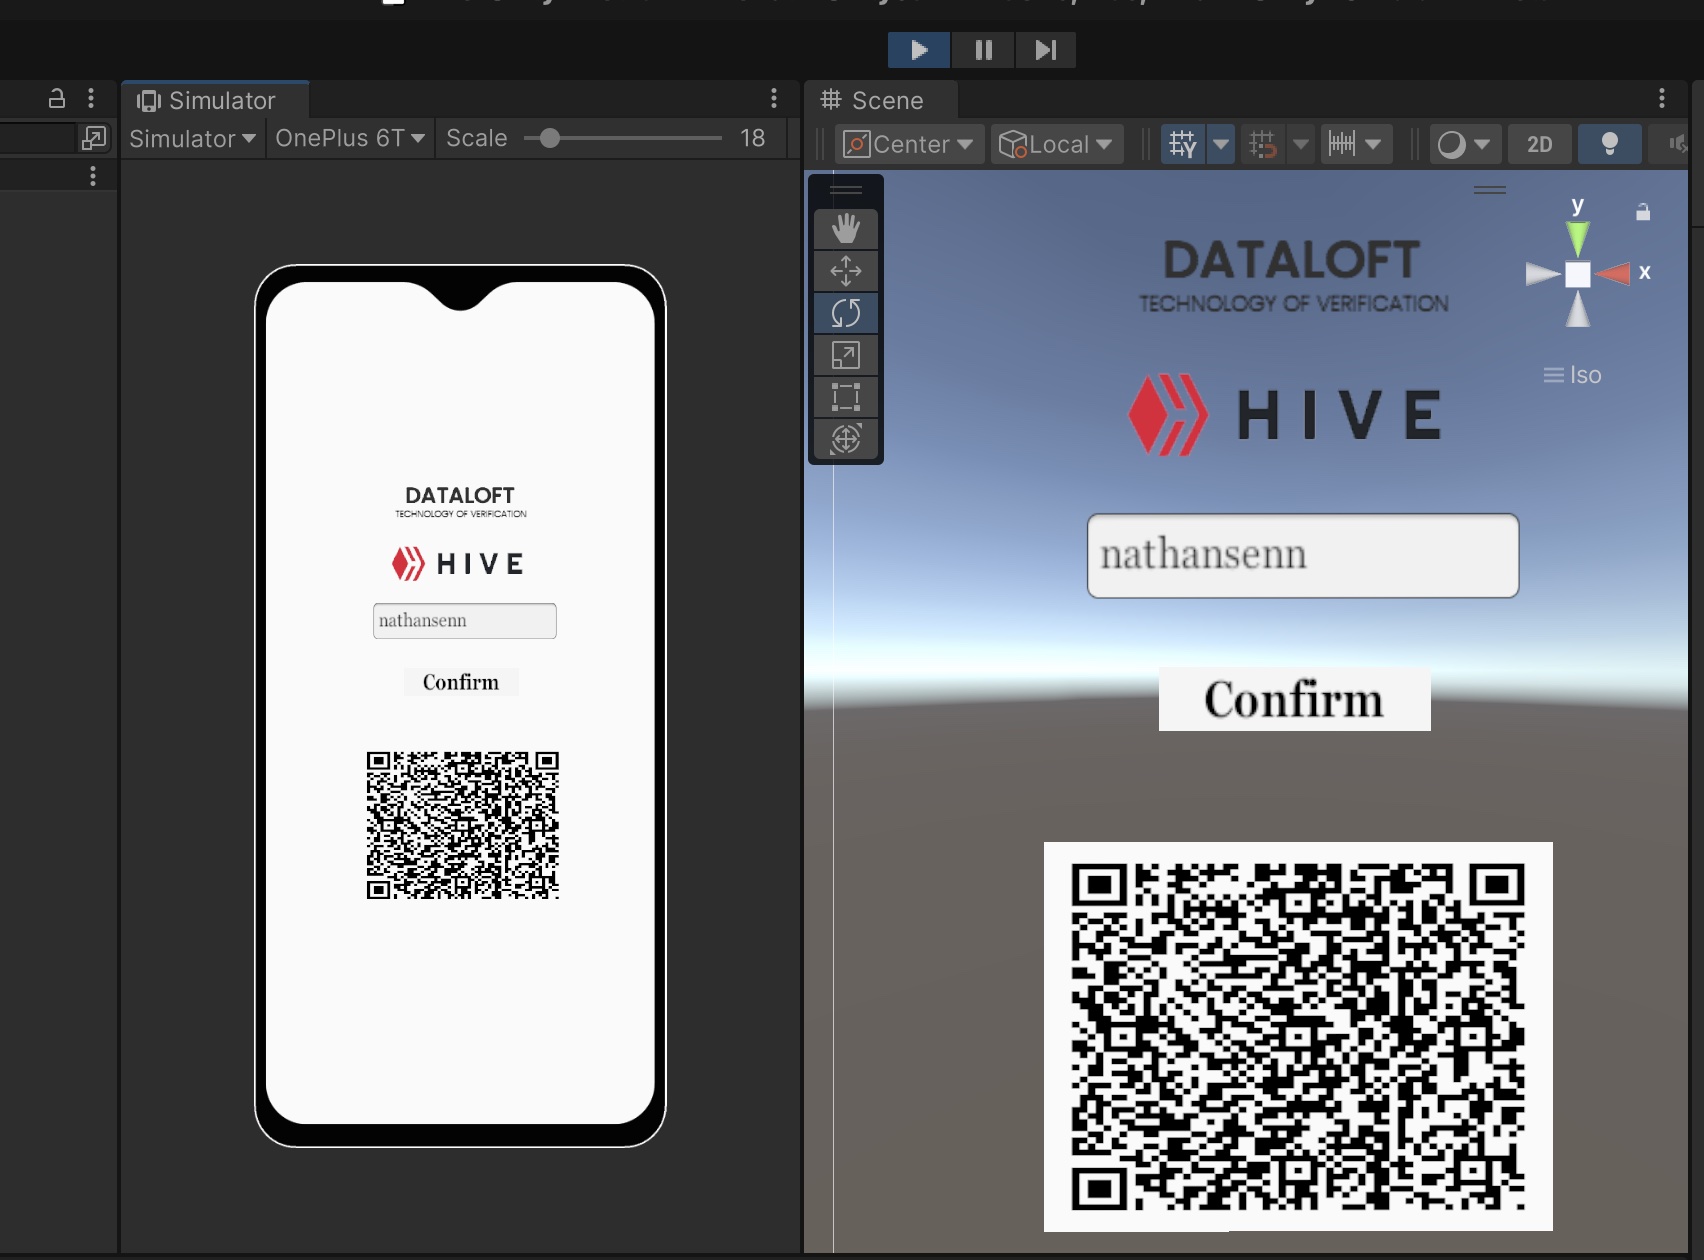 Simulator
Simulator
OnePlus 6T
Scale
18
DATALOFT
TECHNOLOGY OF VERIFICATION
HIVE
nathansenn
Confirm
Scene
Center
Local
2D
y
x
Iso
DATALOFT
TECHNOLOGY OF VERIFICATION
HIVE
nathansenn
Confirm